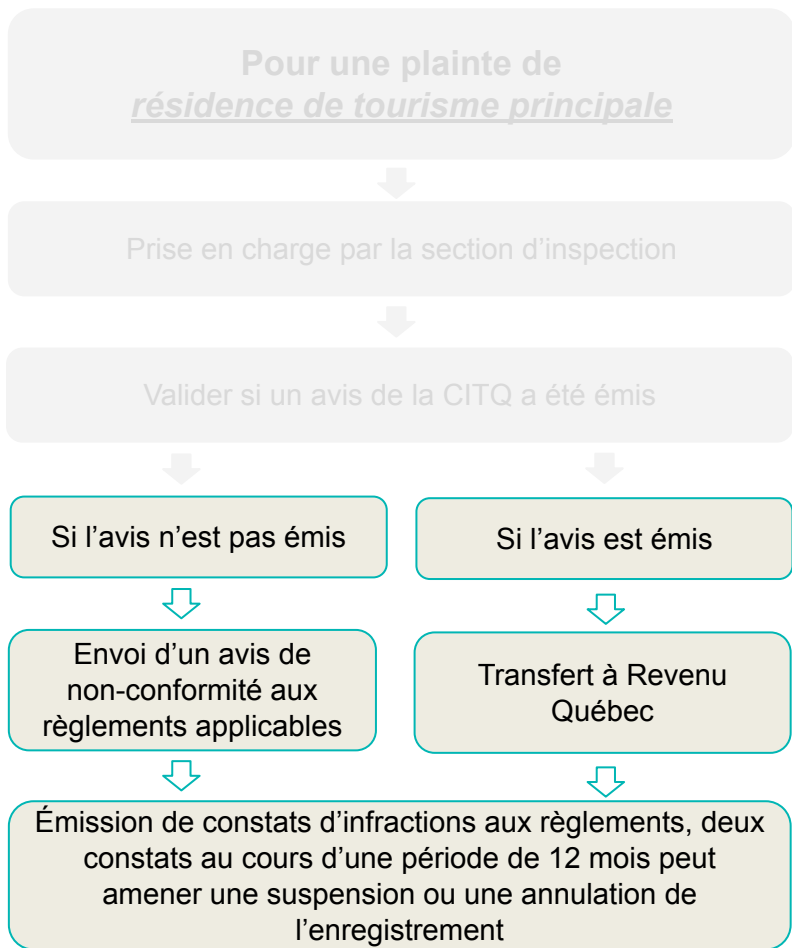 Pour une plainte de
résidence de tourisme principale
Prise en charge par la section d’inspection
Valider si un avis de la CITQ a été émis
Si l’avis n’est pas émis
Si l’avis est émis
Envoi d’un avis de
non-conformité aux
règlements applicables
Transfert à Revenu
Québec
Émission de constats d’infractions aux règlements, deux
constats au cours d’une période de 12 mois peut
amener une suspension ou une annulation de
l’enregistrement